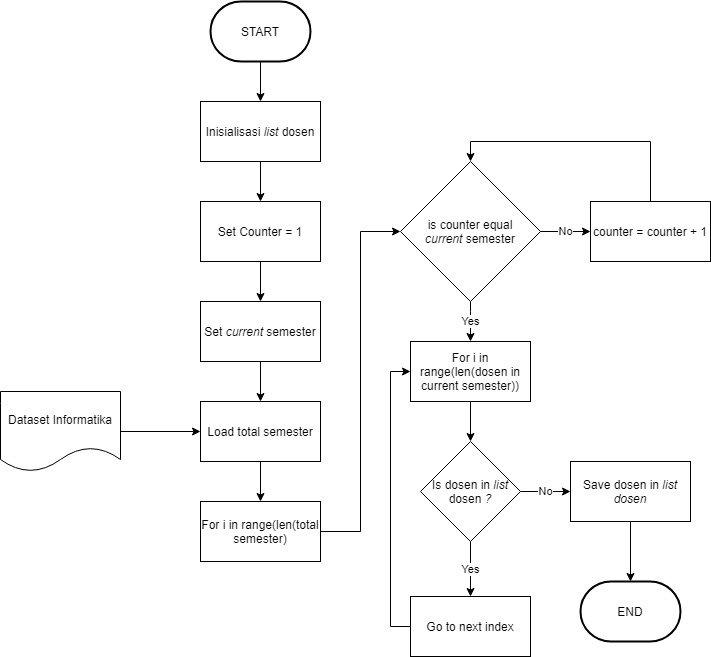 START
Inisialisasi list dosen
Set Counter = 1
Set current semester
Dataset Informatika
Load total semester
For i in range(len(total
semester)
is counter equal
current semester
No
counter = counter + 1
Yes
For i in
range(len(dosen in
current semester))
Is dosen in list
dosen ?
No
Save dosen in list
dosen
Yes
Go to next index
END